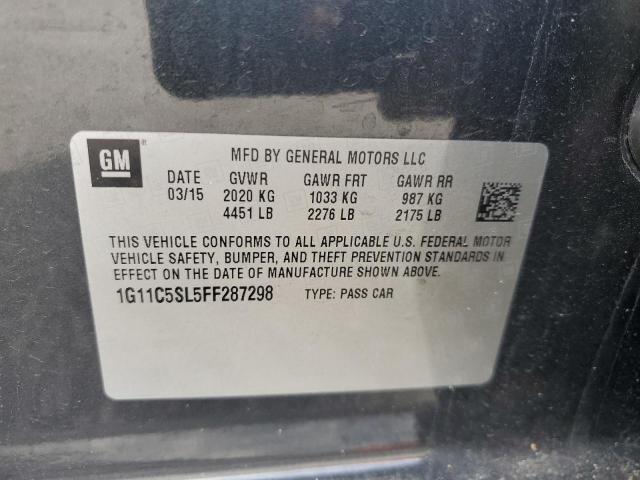 GM
MFD BY GENERAL MOTORS LLC
DATE GVWR GAWR FRT GAWR RR
03/15 2020 KG 1033 KG 987 KG
4451 LB 2276 LB 2175 LB
THIS VEHICLE CONFORMS TO ALL APPLICABLE U.S. FEDERAL MOTOR
VEHICLE SAFETY, BUMPER, AND THEFT PREVENTION STANDARDS IN
EFFECT ON THE DATE OF MANUFACTURE SHOWN ABOVE.
1G11C5SL5FF287298 TYPE: PASS CAR